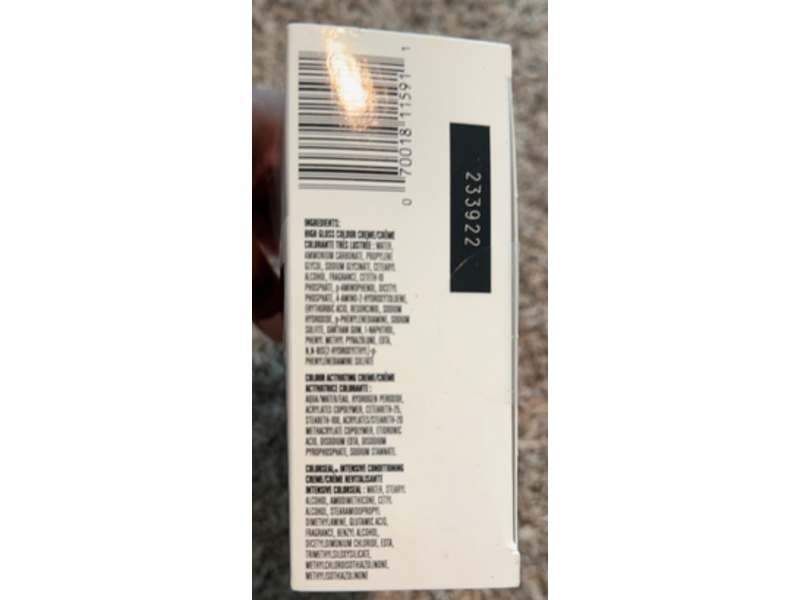 0 70018 11591 1
233922
INGREDIENTS:
HIGH GLOSS COLOUR CREME/CRÈME
COLORANTE TRÈS LUSTRÉE : WATER,
AMMONIUM CARBONATE, PROPYLENE
GLYCOL, SODIUM GLYCINATE, CETEARYL
ALCOHOL, FRAGRANCE, CETETH-10
PHOSPHATE, p-AMINOPHENOL, DICETYL
PHOSPHATE, 4-AMINO-2-HYDROXYTOLUENE,
ERYTHORBIC ACID, RESORCINOL, SODIUM
HYDROXIDE, p-PHENYLENEDIAMINE, SODIUM
SULFITE, XANTHAN GUM, 1-NAPHTHOL,
PHENYL METHYL PYRAZOLONE, EDTA,
N,N-BIS(2-HYDROXYETHYL)-p-
PHENYLENEDIAMINE SULFATE
COLOUR ACTIVATING CREME/CRÈME
ACTIVATRICE COLORANTE :
AQUA/WATER/EAU, HYDROGEN PEROXIDE,
ACRYLATES COPOLYMER, CETEARETH-25,
STEARETH-100, ACRYLATES/STEARETH-20
METHACRYLATE COPOLYMER, ETIDRONIC
ACID, DISODIUM EDTA, DISODIUM
PYROPHOSPHATE, SODIUM STANNATE.
COLORSEAL INTENSIVE CONDITIONING
CREME/CRÈME REVITALISANTE
INTENSIVE COLORSEAL : WATER, STEARYL
ALCOHOL, AMODIMETHICONE, CETYL
ALCOHOL, STEARAMIDOPROPYL
DIMETHYLAMINE, GLUTAMIC ACID,
FRAGRANCE, BENZYL ALCOHOL,
DICETYLDIMONIUM CHLORIDE, EDTA,
TRIMETHYLSILOXYSILICATE,
METHYLCHLOROISOTHIAZOLINONE,
METHYLISOTHIAZOLINONE